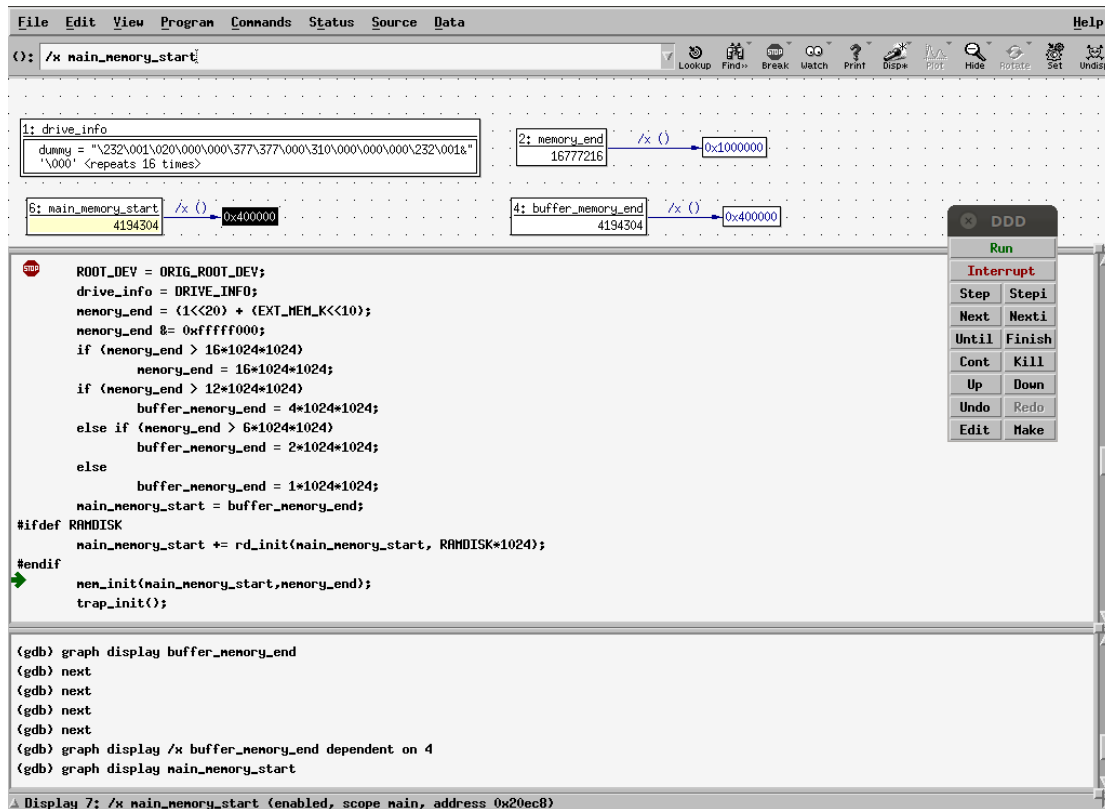 File Edit View Program Commands Status Source Data Help
(): /x main_memory_start
Lookup Find» Break Watch Print Disp* Plot Hide Rotate Set Undisp
1: drive_info
dummy = "\232\001\020\000\000\377\377\000\310\000\000\000\232\001&"
'\000' <repeats 16 times>
2: memory_end /x () 0x1000000
16777216
6: main_memory_start /x () 0x400000
4194304
4: buffer_memory_end /x () 0x400000
4194304
DDD
Run
Interrupt
Step Stepi
Next Nexti
Until Finish
Cont Kill
Up Down
Undo Redo
Edit Make
STOP
ROOT_DEV = ORIG_ROOT_DEV;
drive_info = DRIVE_INFO;
memory_end = (1<<20) + (EXT_MEM_K<<10);
memory_end &= 0xfffff000;
if (memory_end > 16*1024*1024)
memory_end = 16*1024*1024;
if (memory_end > 12*1024*1024)
buffer_memory_end = 4*1024*1024;
else if (memory_end > 6*1024*1024)
buffer_memory_end = 2*1024*1024;
else
buffer_memory_end = 1*1024*1024;
main_memory_start = buffer_memory_end;
#ifdef RAMDISK
main_memory_start += rd_init(main_memory_start, RAMDISK*1024);
#endif
mem_init(main_memory_start,memory_end);
trap_init();
(gdb) graph display buffer_memory_end
(gdb) next
(gdb) next
(gdb) next
(gdb) next
(gdb) graph display /x buffer_memory_end dependent on 4
(gdb) graph display main_memory_start
Display 7: /x main_memory_start (enabled, scope main, address 0x20ec8)